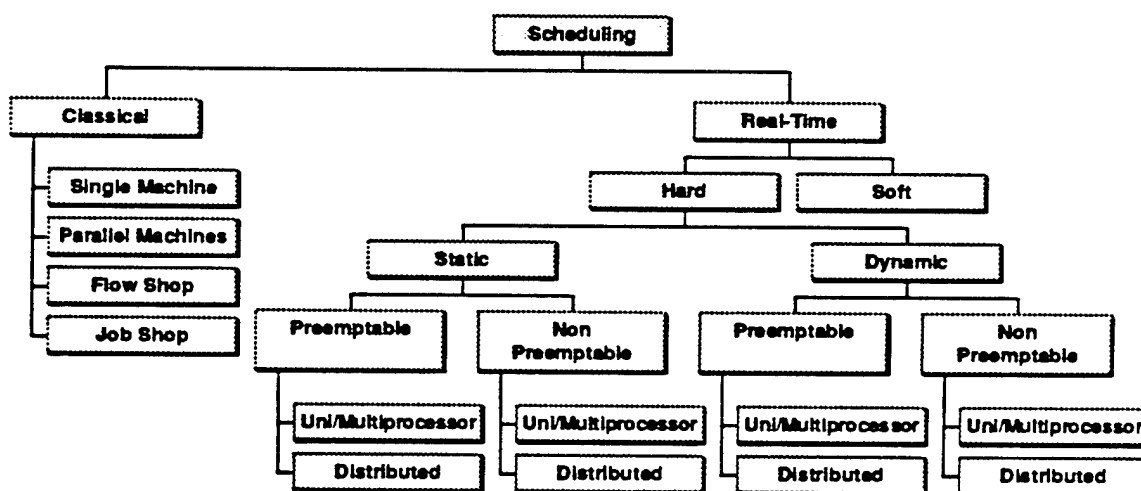 Scheduling
Classical
Real-Time
Single Machine
Parallel Machines
Flow Shop
Job Shop
Hard
Soft
Static
Dynamic
Preemptable
Non
Preemptable
Preemptable
Non
Preemptable
Uni/Multiprocessor
Uni/Multiprocessor
Uni/Multiprocessor
Uni/Multiprocessor
Distributed
Distributed
Distributed
Distributed